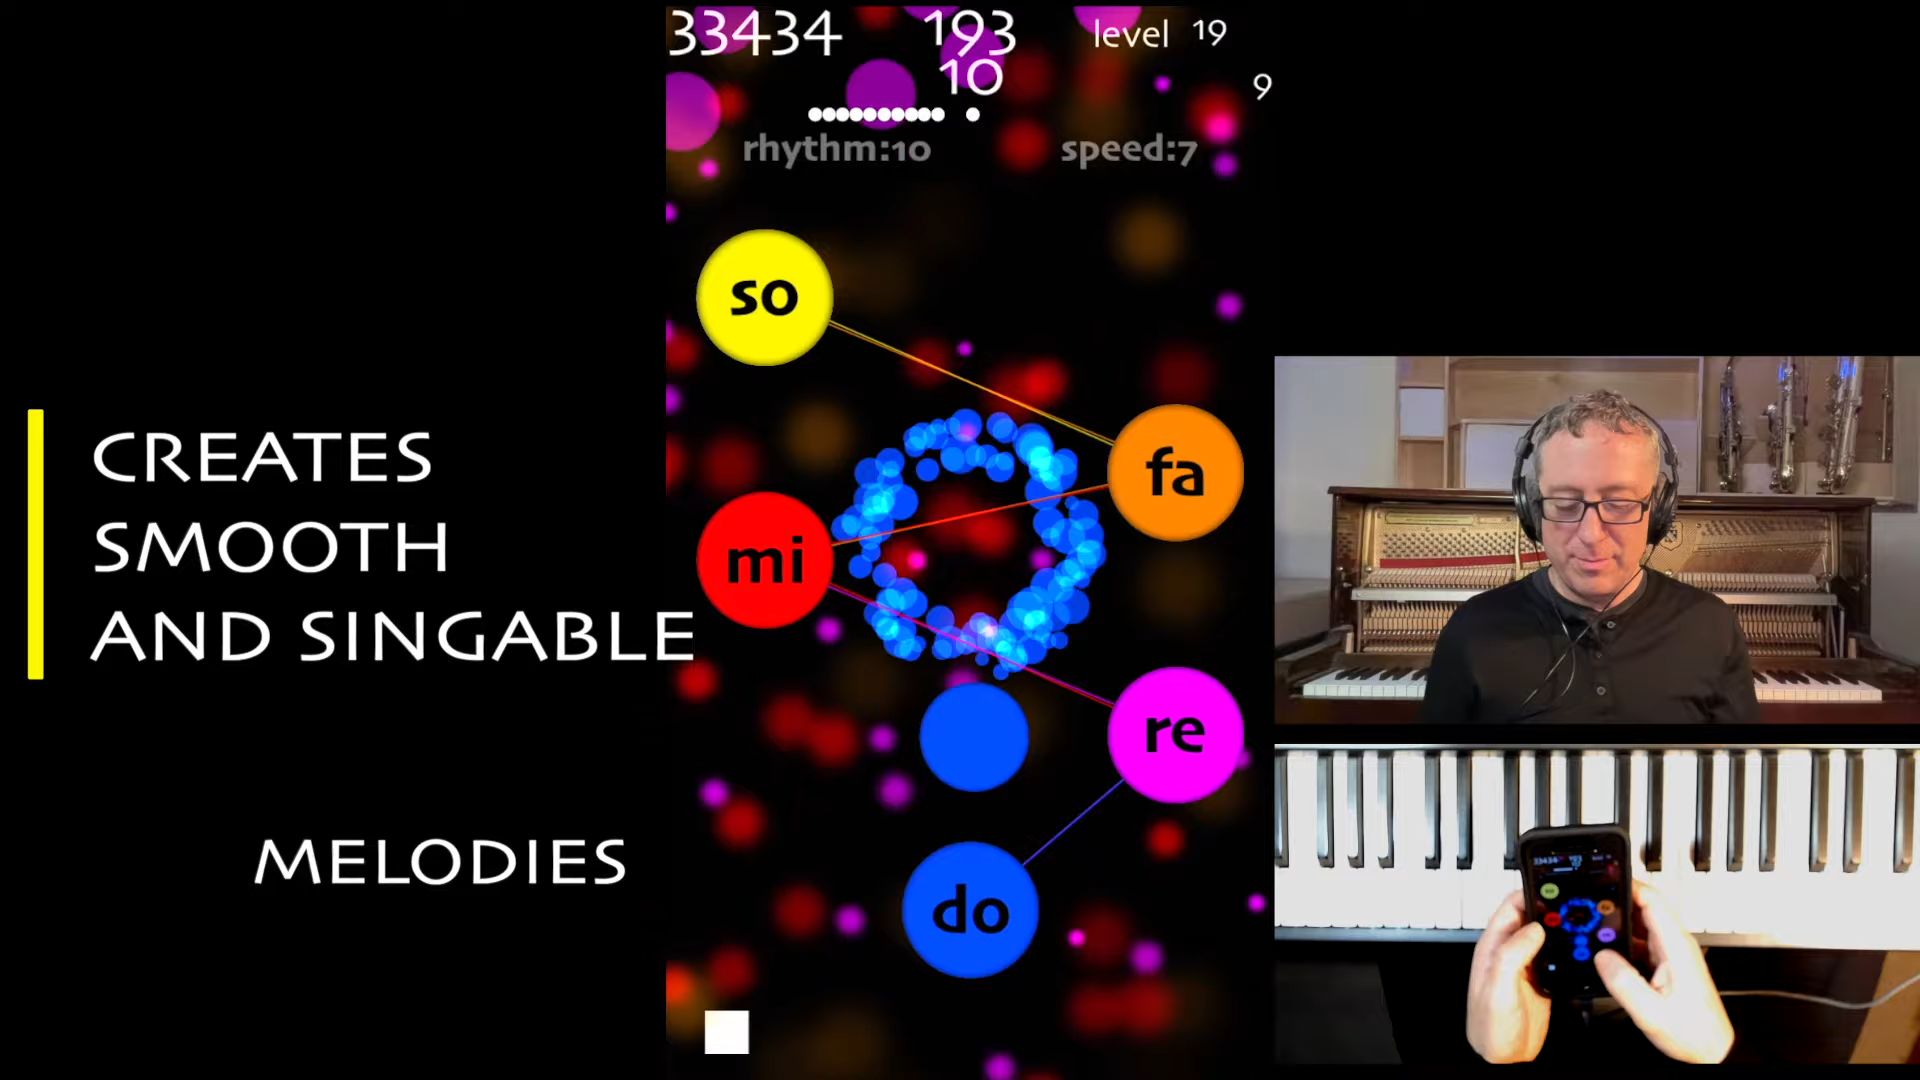 33434 193 level 19
10
9
rhythm:10 speed:7
so
fa
mi
re
do
CREATES
SMOOTH
AND SINGABLE
MELODIES